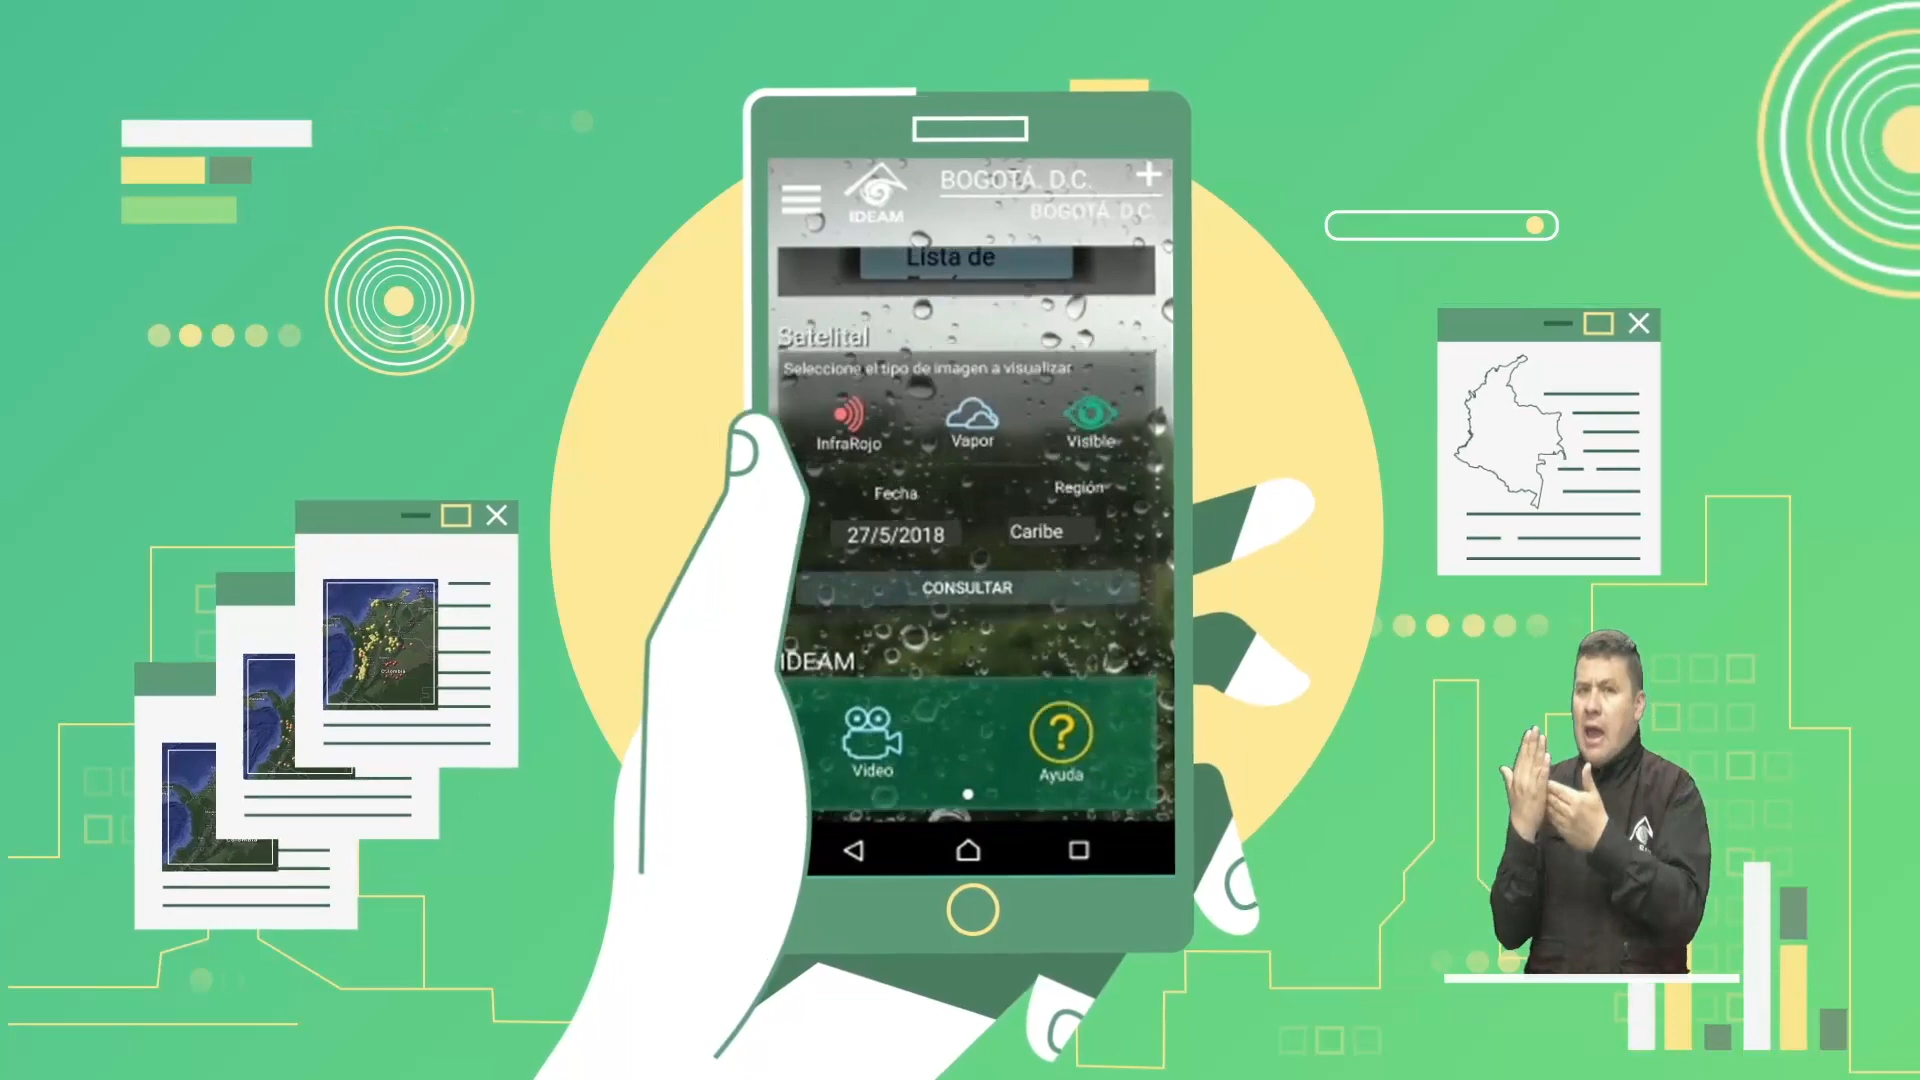 BOGOTÁ. D.C.
BOGOTÁ. D.C.
IDEAM
Lista de
Satelital
Seleccione el tipo de imagen a visualizar
InfraRojo
Vapor
Visible
Fecha
Región
27/5/2018
Caribe
CONSULTAR
IDEAM
Video
Ayuda
Colombia